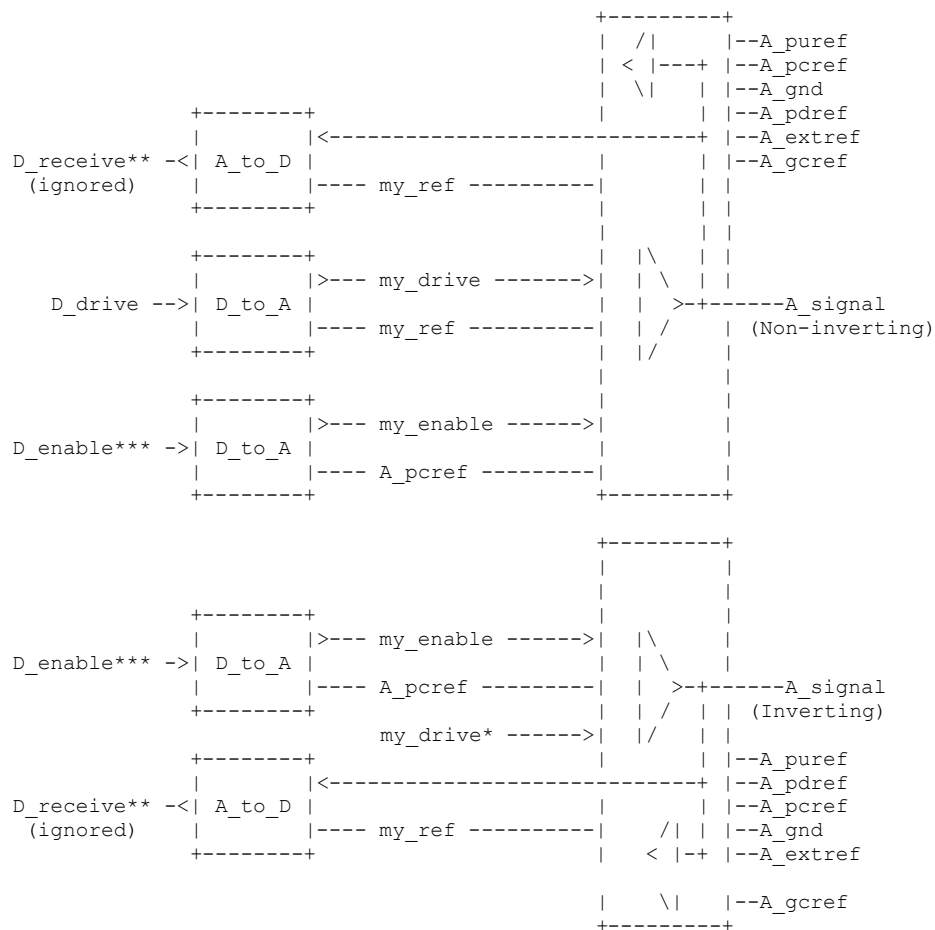 A_puref
A_pcref
A_gnd
A_pdref
A_extref
D_receive** A_to_D A_gcref
(ignored) my_ref
my_drive
D_drive D_to_A A_signal
my_ref (Non-inverting)
my_enable
D_enable*** D_to_A
A_pcref
my_enable
D_enable*** D_to_A
A_pcref A_signal
(Inverting)
my_drive*
A_puref
A_pdref
D_receive** A_to_D A_pcref
(ignored) my_ref A_gnd
A_extref
A_gcref